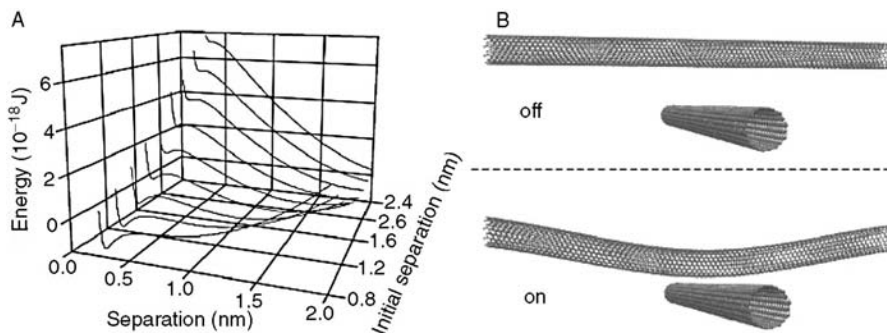 A
Energy (10⁻¹⁸J)
6
4
2
0
0.0
0.5
1.0
1.5
2.0
Separation (nm)
2.4
2.6
1.6
1.2
0.8
Initial separation (nm)
B
off
on